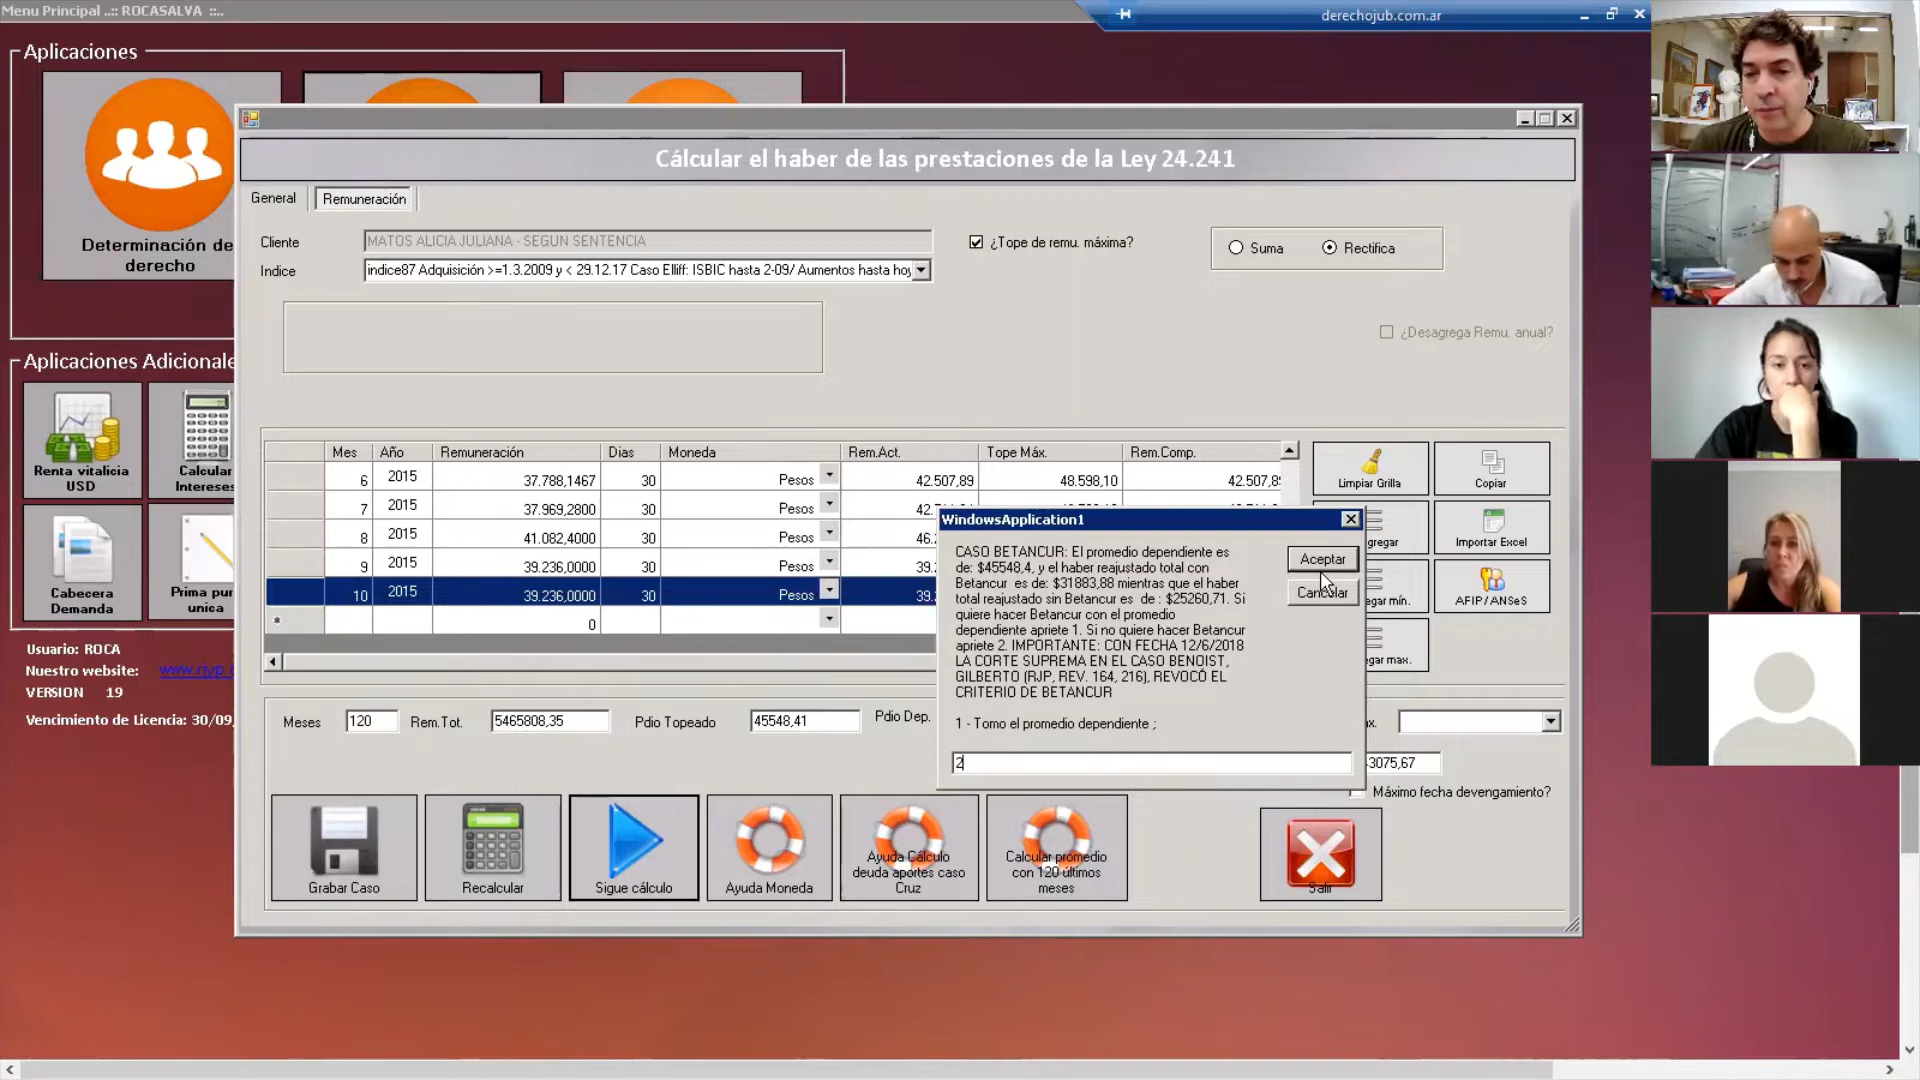 Menu Principal ..:: ROCASALVA ::..
derechojub.com.ar
Aplicaciones
Determinación de
derecho
Aplicaciones Adicionale
Renta vitalicia
USD
Calcular
Intereses
Cabecera
Demanda
Prima pur
unica
Usuario: ROCA
Nuestro website:
VERSION 19
Vencimiento de Licencia: 30/09
Cálcular el haber de las prestaciones de la Ley 24.241
General
Remuneración
Cliente
MATOS ALICIA JULIANA - SEGUN SENTENCIA
¿Tope de remu. máxima?
Suma
Rectifica
Indice
indice87 Adquisición >=1.3.2009 y < 29.12.17 Caso Elliff: ISBIC hasta 2-09/ Aumentos hasta hoy
¿Desagrega Remu. anual?
Mes Año Remuneración Dias Moneda Rem.Act. Tope Máx. Rem.Comp.
6 2015 37.788,1467 30 Pesos 42.507,89 48.598,10 42.507,8
7 2015 37.969,2800 30 Pesos 42.
8 2015 41.082,4000 30 Pesos 46.
9 2015 39.236,0000 30 Pesos 39.
10 2015 39.236,0000 30 Pesos 39.
* 0
Limpiar Grilla
Copiar
gregar
Importar Excel
egar mín.
AFIP/ANSeS
egar max.
WindowsApplication1
CASO BETANCUR: El promedio dependiente es
de: $45548,4, y el haber reajustado total con
Betancur es de: $31883,88 mientras que el haber
total reajustado sin Betancur es de : $25260,71. Si
quiere hacer Betancur con el promedio
dependiente apriete 1. Si no quiere hacer Betancur
apriete 2. IMPORTANTE: CON FECHA 12/6/2018
LA CORTE SUPREMA EN EL CASO BENOIST,
GILBERTO (RJP, REV. 164, 216), REVOCÓ EL
CRITERIO DE BETANCUR
1 - Tomo el promedio dependiente ;
2
Aceptar
Cancelar
Meses 120 Rem.Tot. 5465808,35 Pdio Topeado 45548,41 Pdio Dep.
x.
3075,67
Máximo fecha devengamiento?
Grabar Caso
Recalcular
Sigue cálculo
Ayuda Moneda
Ayuda Cálculo
deuda aportes caso
Cruz
Calcular promedio
con 120 últimos
meses
Salir